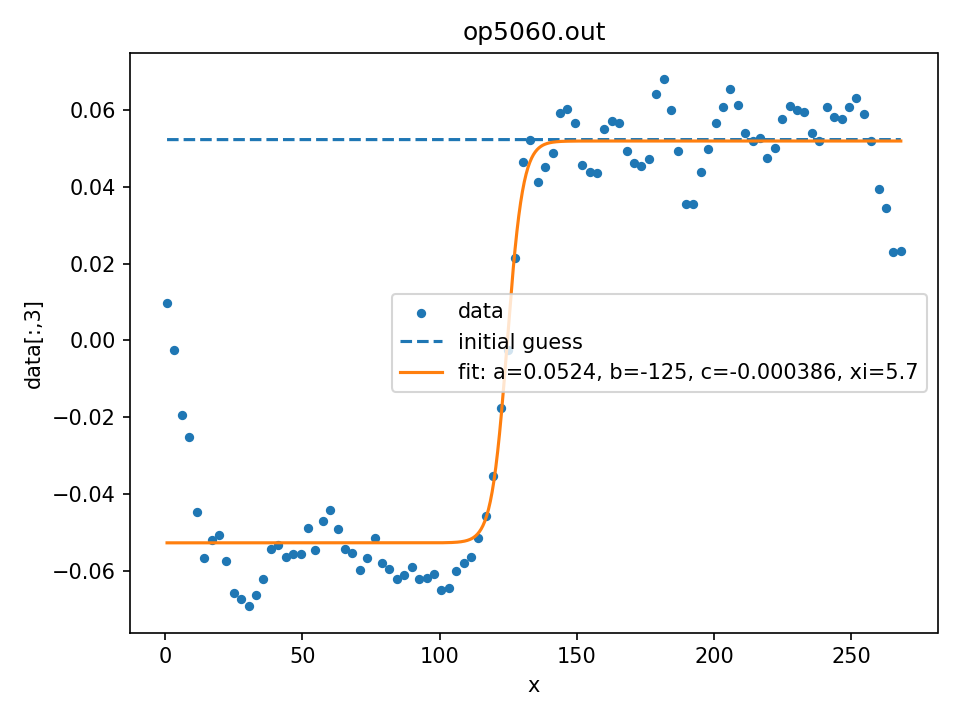 op5060.out
0.06
0.04
0.02
0.00
−0.02
−0.04
−0.06
data[:,3]
data
initial guess
fit: a=0.0524, b=-125, c=-0.000386, xi=5.7
0 50 100 150 200 250
x